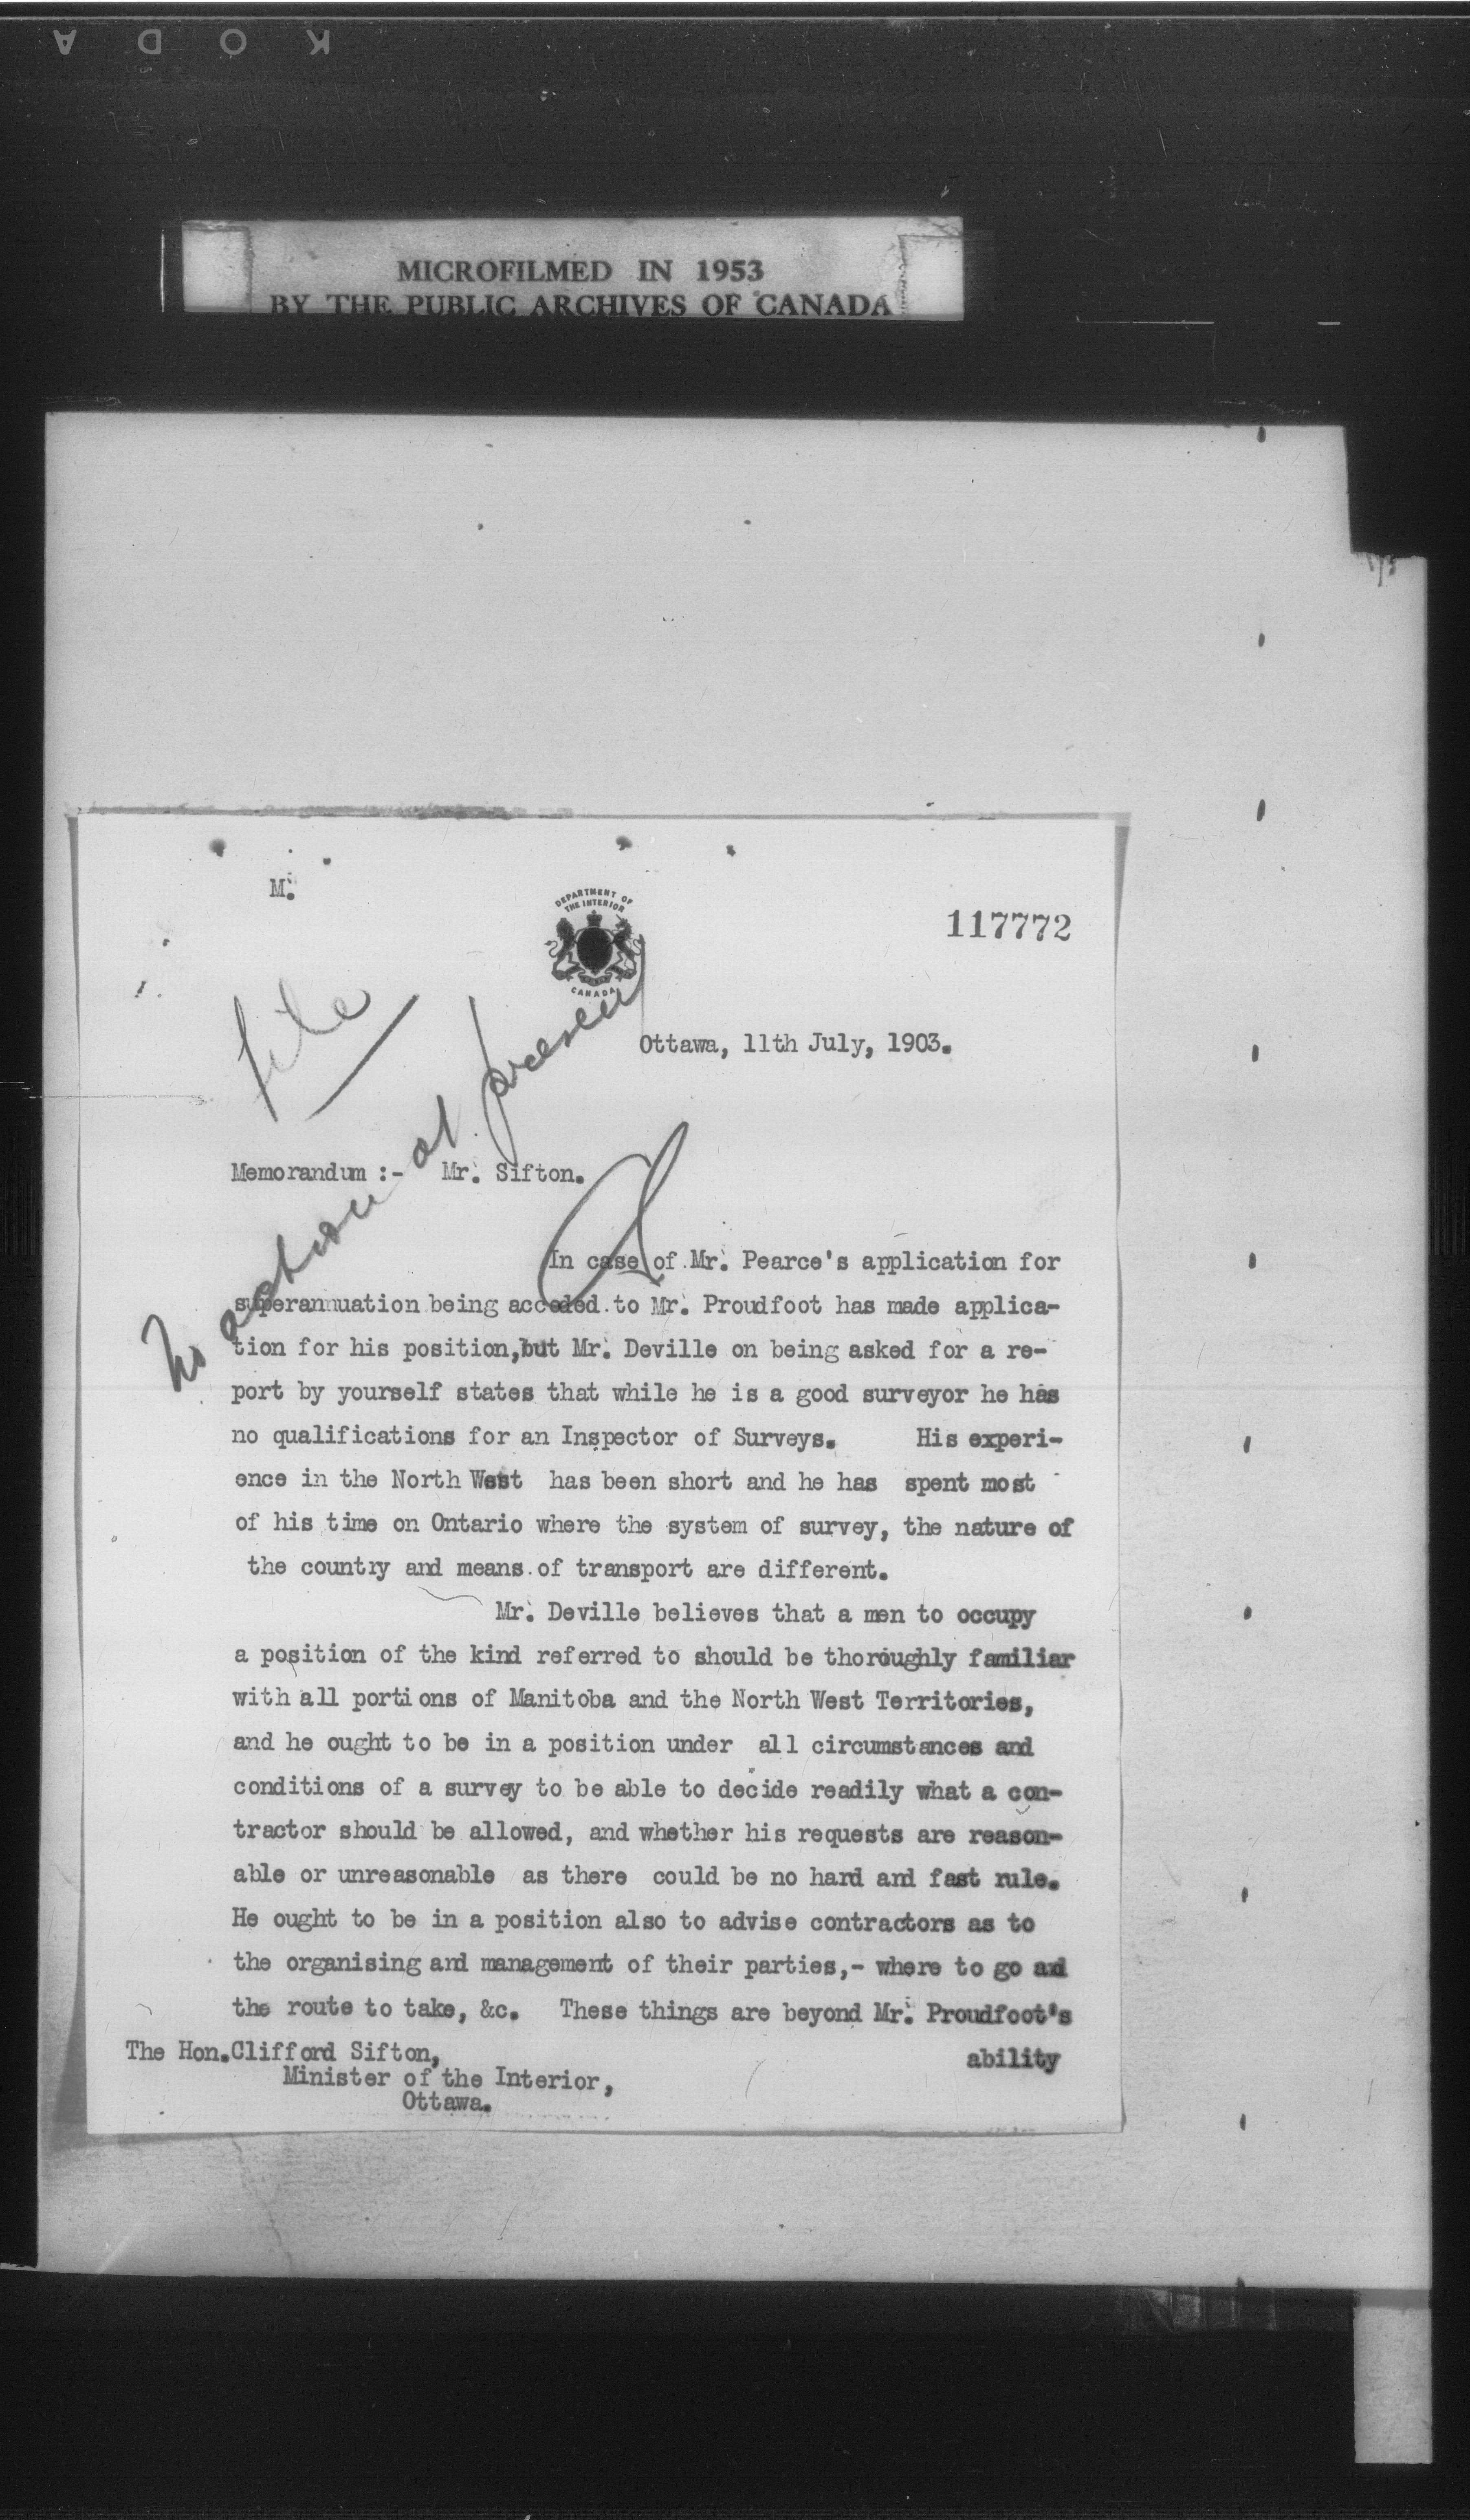 KODA
MICROFILMED IN 1953
BY THE PUBLIC ARCHIVES OF CANADA
M.
DEPARTMENT OF
THE INTERIOR
CANADA
117772
file
no action at present
Ottawa, 11th July, 1903.
Memorandum :- Mr. Sifton.
In case of Mr. Pearce's application for
superannuation being acceded to Mr. Proudfoot has made applica-
tion for his position, but Mr. Deville on being asked for a re-
port by yourself states that while he is a good surveyor he has
no qualifications for an Inspector of Surveys. His experi-
ence in the North West has been short and he has spent most
of his time on Ontario where the system of survey, the nature of
the country and means of transport are different.
Mr. Deville believes that a men to occupy
a position of the kind referred to should be thoroughly familiar
with all portions of Manitoba and the North West Territories,
and he ought to be in a position under all circumstances and
conditions of a survey to be able to decide readily what a con-
tractor should be allowed, and whether his requests are reason-
able or unreasonable as there could be no hard and fast rule.
He ought to be in a position also to advise contractors as to
the organising and management of their parties,- where to go and
the route to take, &c. These things are beyond Mr. Proudfoot's
ability
The Hon. Clifford Sifton,
Minister of the Interior,
Ottawa.